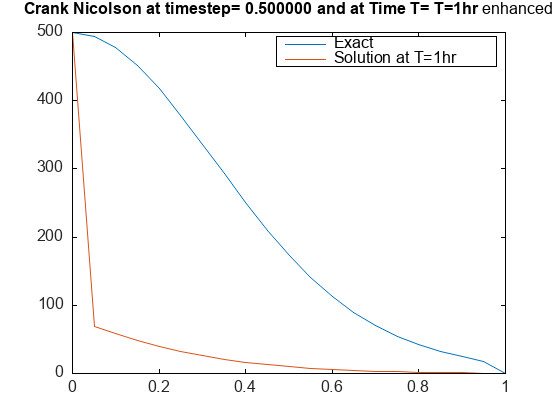 Crank Nicolson at timestep= 0.500000 and at Time T= T=1hr enhanced
500
Exact
Solution at T=1hr
400
300
200
100
0
0 0.2 0.4 0.6 0.8 1